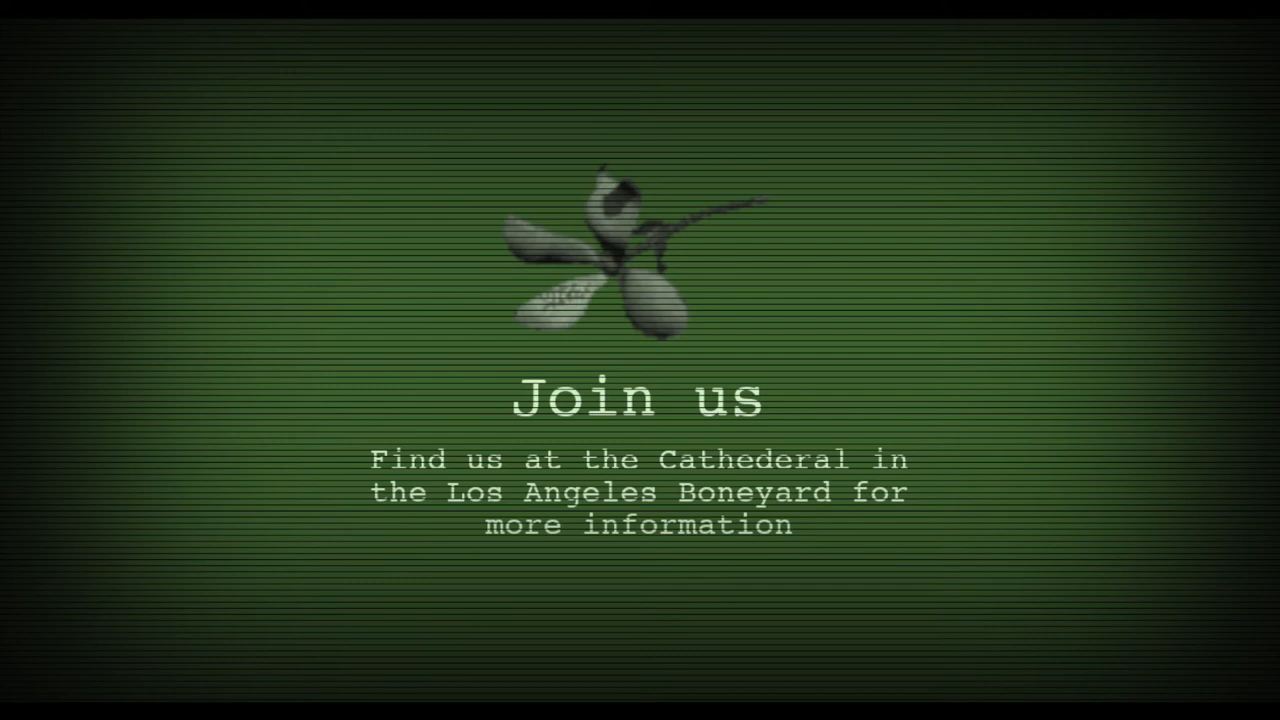 Join us
Find us at the Cathederal in
the Los Angeles Boneyard for
more information